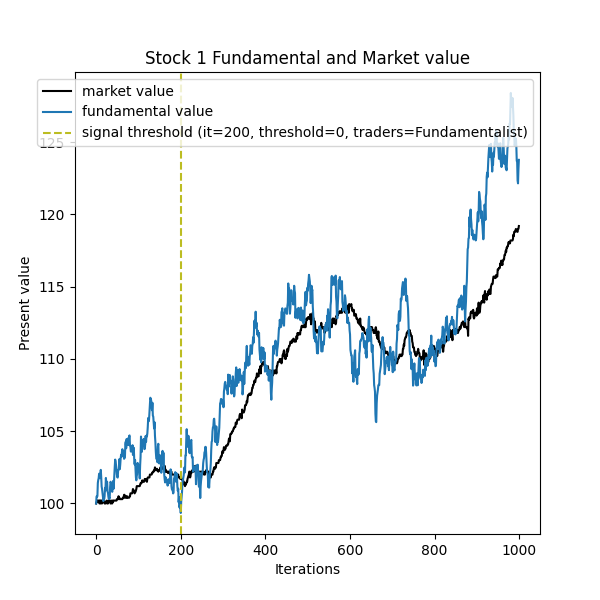 Stock 1 Fundamental and Market value
market value
fundamental value
signal threshold (it=200, threshold=0, traders=Fundamentalist)
125
120
115
110
105
100
Present value
0 200 400 600 800 1000
Iterations